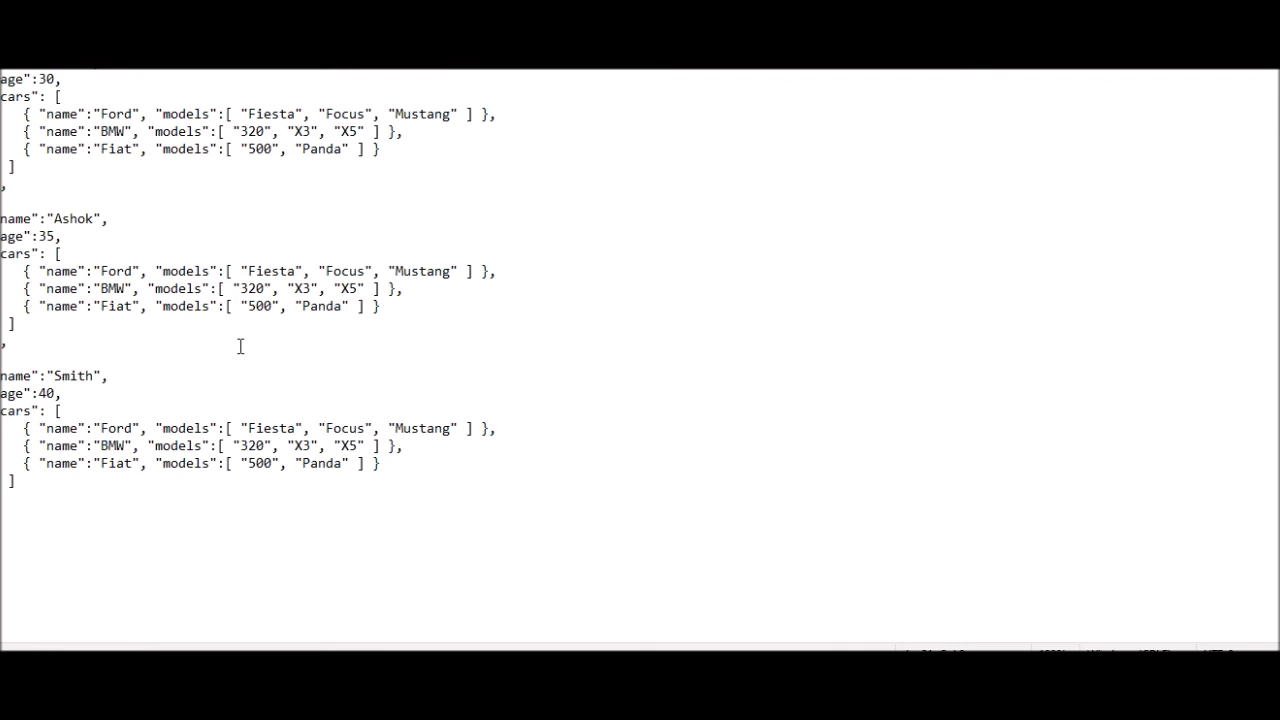 age":30,
cars": [
{ "name":"Ford", "models":[ "Fiesta", "Focus", "Mustang" ] },
{ "name":"BMW", "models":[ "320", "X3", "X5" ] },
{ "name":"Fiat", "models":[ "500", "Panda" ] }
]
,
name":"Ashok",
age":35,
cars": [
{ "name":"Ford", "models":[ "Fiesta", "Focus", "Mustang" ] },
{ "name":"BMW", "models":[ "320", "X3", "X5" ] },
{ "name":"Fiat", "models":[ "500", "Panda" ] }
]
,
name":"Smith",
age":40,
cars": [
{ "name":"Ford", "models":[ "Fiesta", "Focus", "Mustang" ] },
{ "name":"BMW", "models":[ "320", "X3", "X5" ] },
{ "name":"Fiat", "models":[ "500", "Panda" ] }
]